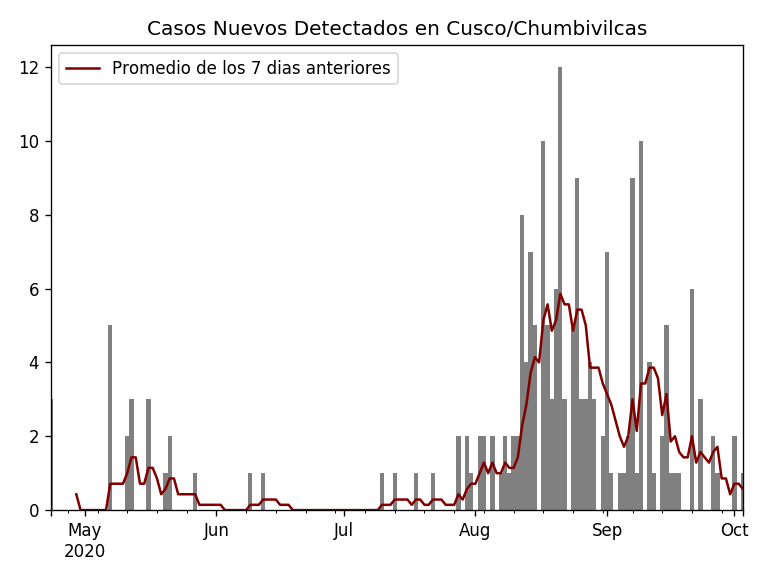 Casos Nuevos Detectados en Cusco/Chumbivilcas
Promedio de los 7 dias anteriores
12
10
8
6
4
2
0
May Jun Jul Aug Sep Oct
2020